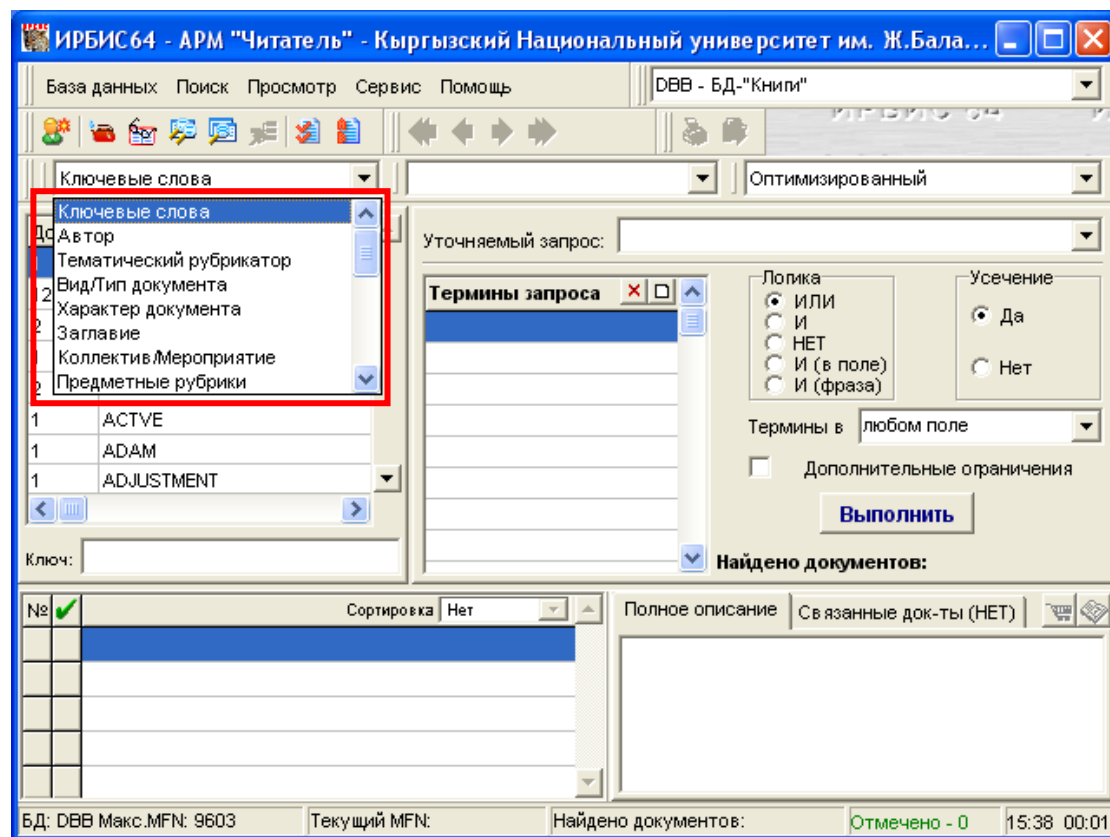 ИРБИС64 - АРМ "Читатель" - Кыргызский Национальный университет им. Ж.Бала...
База данных Поиск Просмотр Сервис Помощь
DBB - БД-"Книги"
ИРБИС 64
Ключевые слова
Оптимизированный
Ключевые слова
Автор
Тематический рубрикатор
Вид/Тип документа
Характер документа
Заглавие
Коллектив/Мероприятие
Предметные рубрики
1 ACTVE
1 ADAM
1 ADJUSTMENT
Ключ:
Уточняемый запрос:
Термины запроса
Логика
ИЛИ
И
НЕТ
И (в поле)
И (фраза)
Усечение
Да
Нет
Термины в любом поле
Дополнительные ограничения
Выполнить
Найдено документов:
№ Сортировка Нет
Полное описание Связанные док-ты (НЕТ)
БД: DBB Макс.MFN: 9603 Текущий MFN: Найдено документов: Отмечено - 0 15:38 00:01